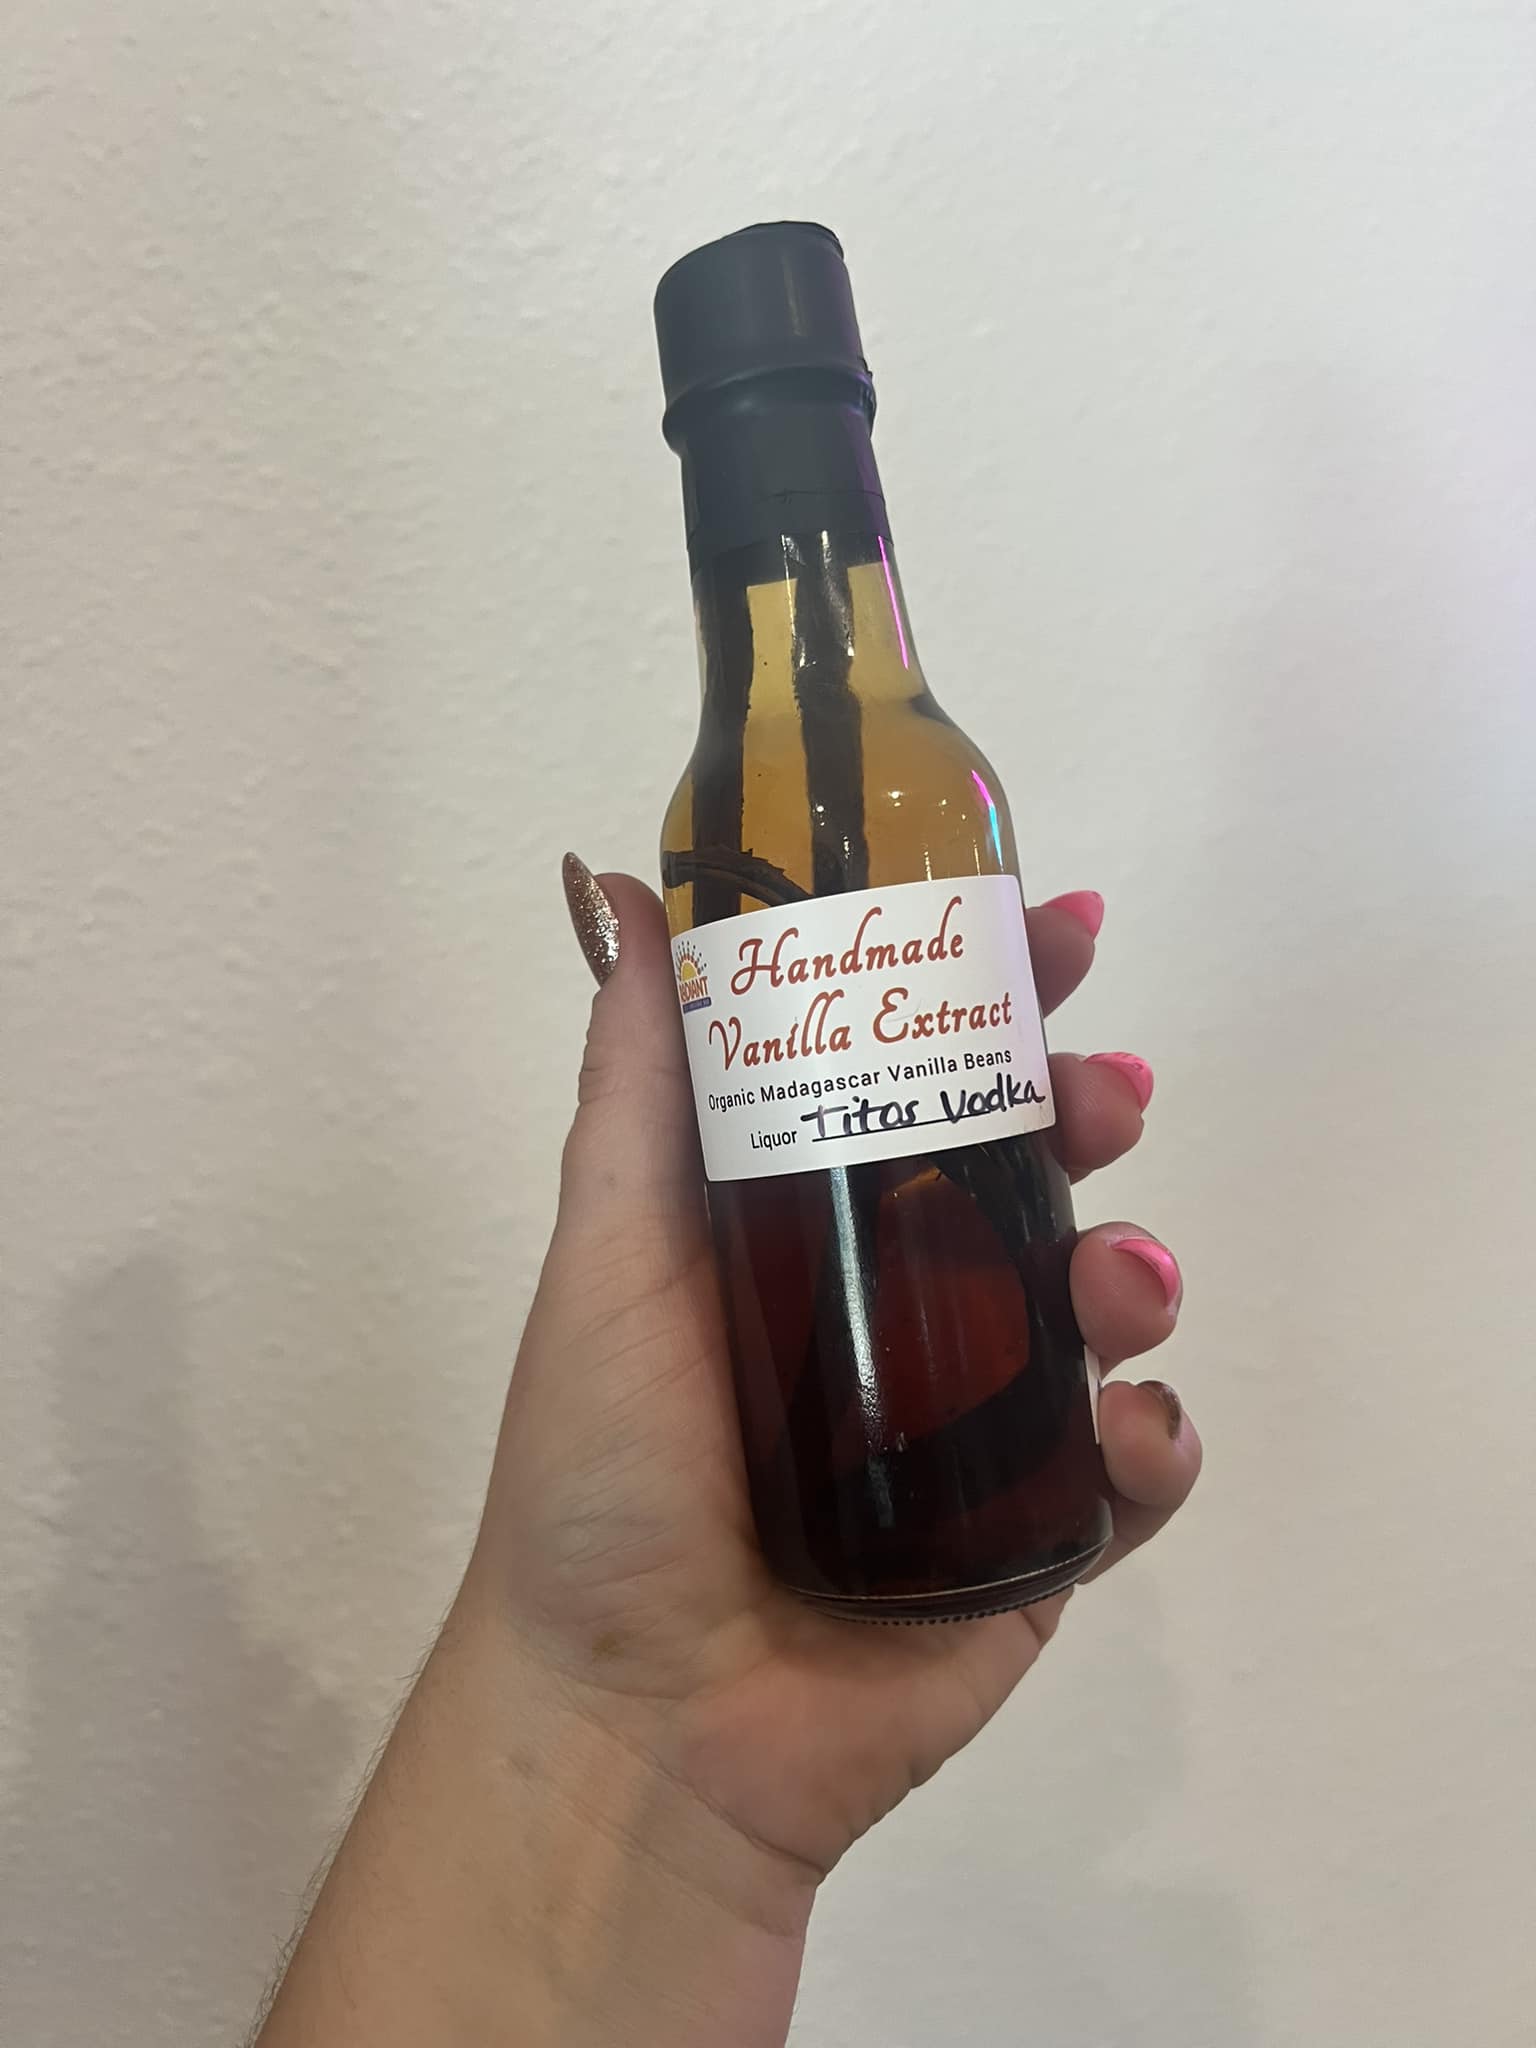 Handmade
Vanilla Extract
Organic Madagascar Vanilla Beans
Liquor Titos Vodka